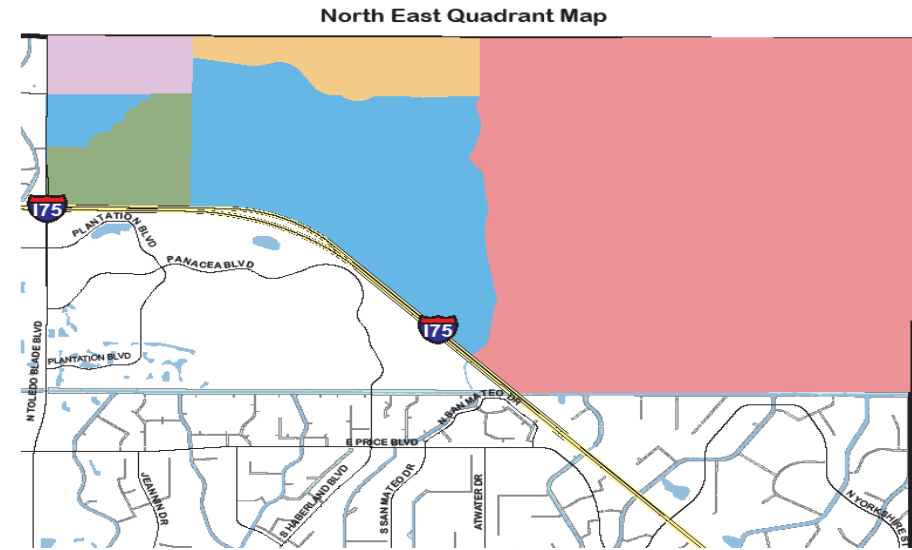 North East Quadrant Map
175
PLANTATION BLVD
PANACEA BLVD
175
N TOLEDO BLADE BLVD
PLANTATION BLVD
N SAN MATEO DR
E PRICE BLVD
JEANNIN DR
S HABERLAND BLVD
S SAN MATEO DR
ATWATER DR
N YORKSHIRE ST